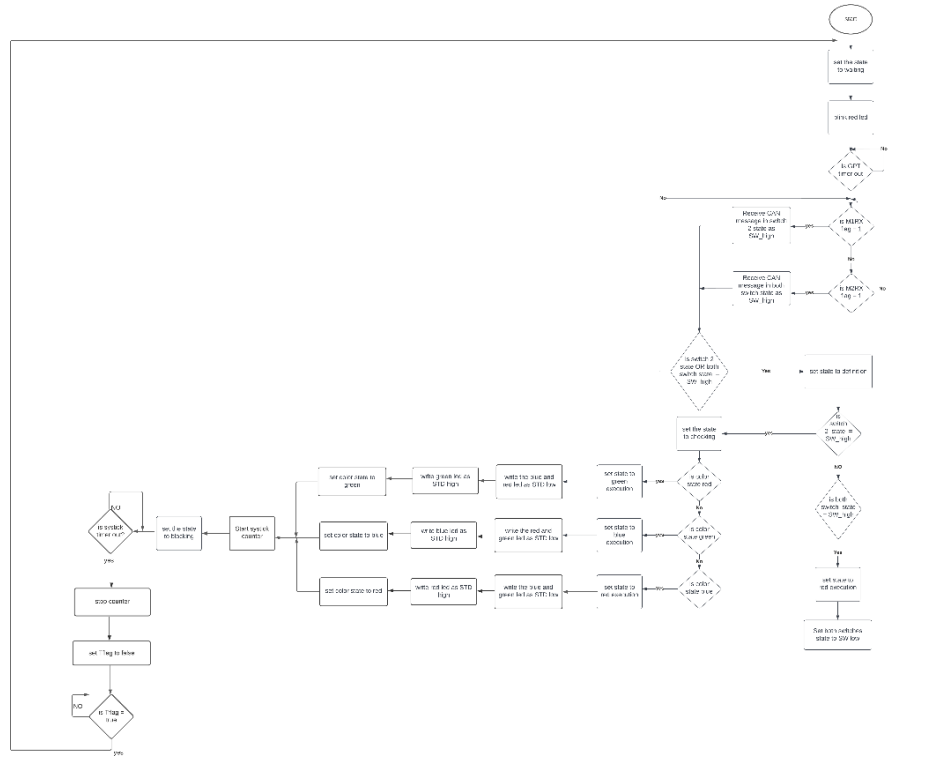 start
set the state
to waiting
blink red led
No
is GPT
timer out
No
Receive CAN
message in switch
2 state as
SW_high
yes
is M1RX
flag = 1
No
Receive CAN
message in both
switch state as
SW_high
yes
is M2RX
flag = 1
No
is switch 2
state OR both
switch state =
SW_high
Yes
set state to definition
set the state
to checking
yes
is
switch
2 state =
SW_high
NO
set color state to
green
write green led as
STD high
write the blue and
red led as STD low
set state to
green
execution
yes
is color
state red
No
is both
switch state
= SW_high
NO
is systick
timer out?
yes
set the state
to blocking
Start systick
counter
set color state to blue
write blue led as
STD high
write the red and
green led as STD low
set state to
blue
execution
yes
is color
state green
No
Yes
set color state to red
write red led as STD
high
write the blue and
green led as STD low
set state to
red execution
yes
is color
state blue
set state to
red execution
stop counter
Set both switches
state to SW low
set Tflag to false
NO
is Tflag =
true
yes